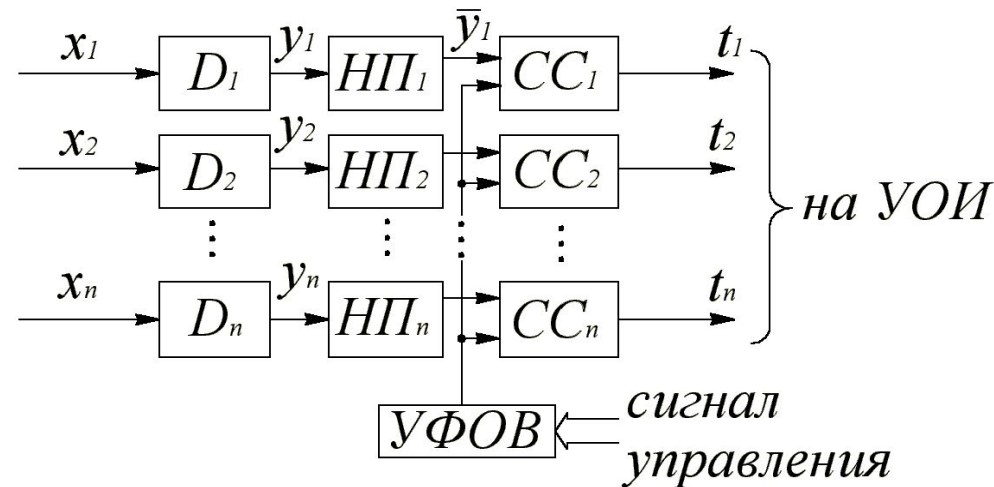 x₁ D₁ y₁ НП₁ y̅₁ СС₁ t₁
x₂ D₂ y₂ НП₂ СС₂ t₂
на УОИ
xₙ Dₙ yₙ НПₙ ССₙ tₙ
УФОВ
сигнал
управления